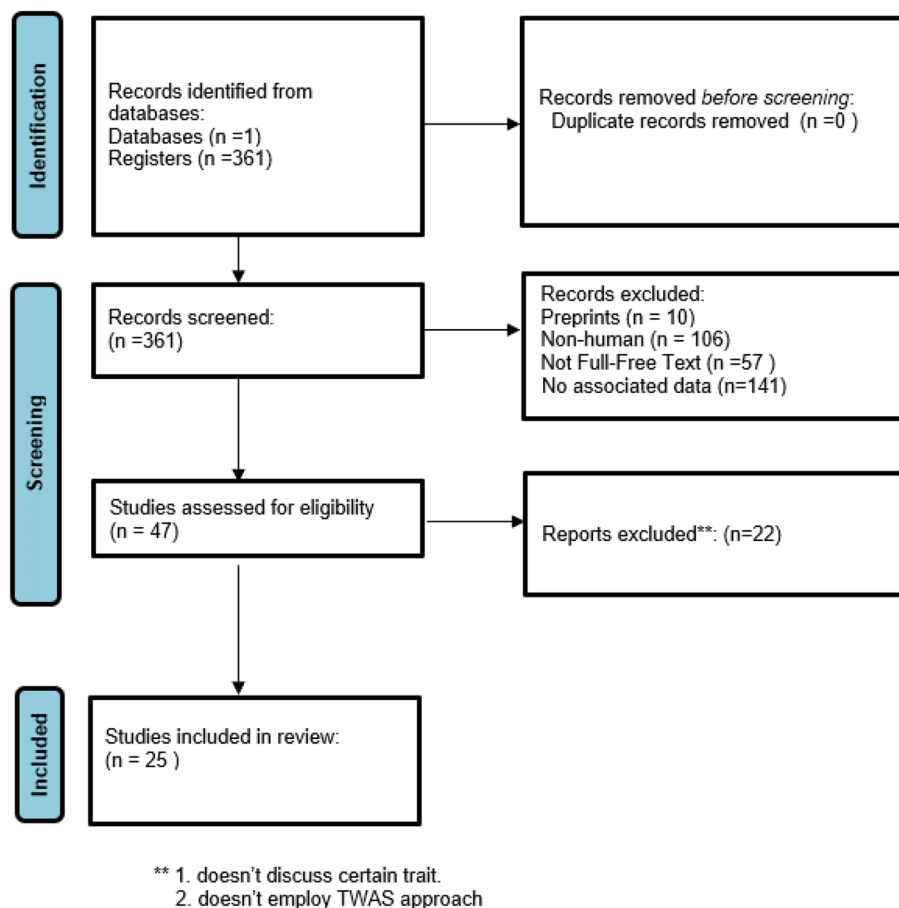 Identification
Records identified from
databases:
Databases (n =1)
Registers (n =361)
Records removed before screening:
Duplicate records removed (n =0 )
Screening
Records screened:
(n =361)
Records excluded:
Preprints (n = 10)
Non-human (n = 106)
Not Full-Free Text (n =57 )
No associated data (n=141)
Studies assessed for eligibility
(n = 47)
Reports excluded**: (n=22)
Included
Studies included in review:
(n = 25 )
** 1. doesn't discuss certain trait.
2. doesn't employ TWAS approach